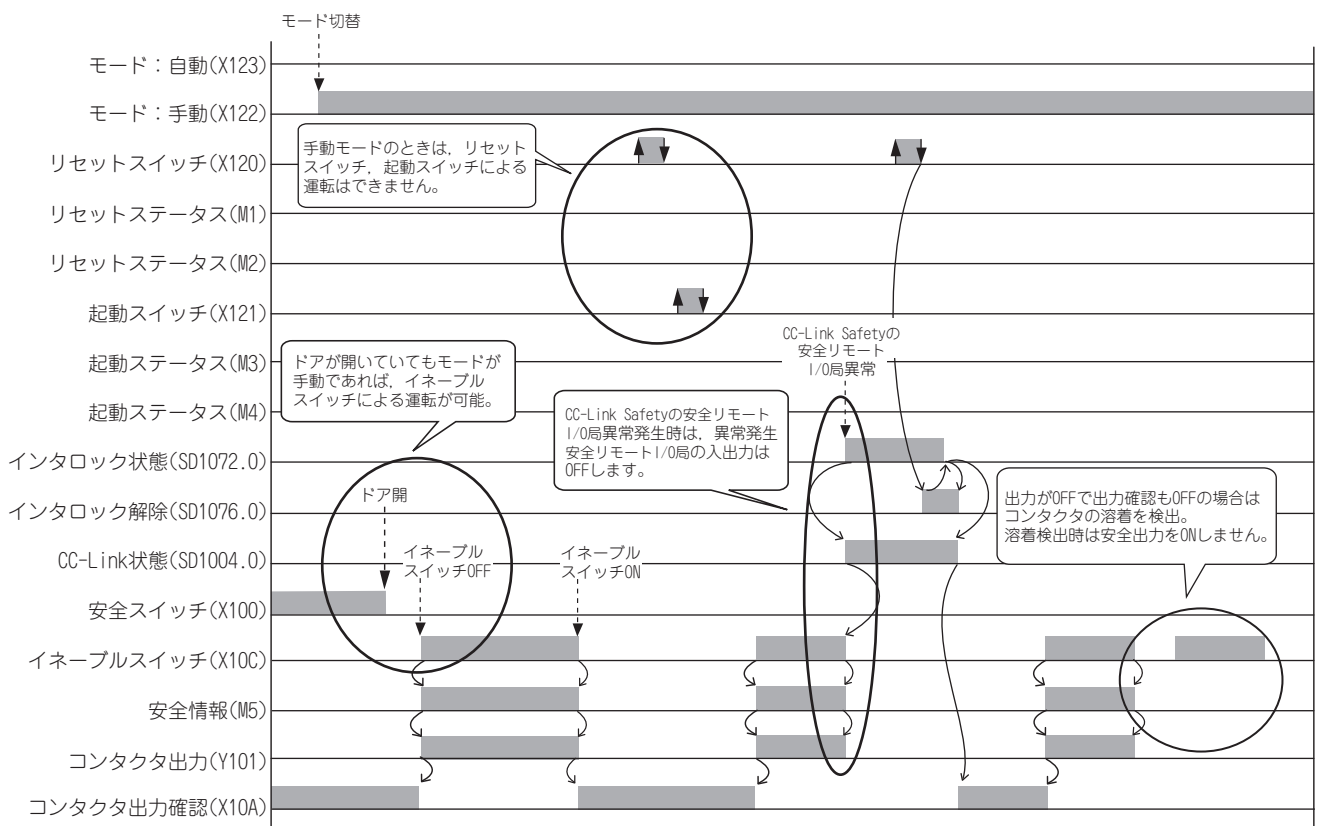 モード切替
モード：自動(X123)
モード：手動(X122)
手動モードのときは，リセット
スイッチ，起動スイッチによる
運転はできません。
リセットスイッチ(X120)
リセットステータス(M1)
リセットステータス(M2)
起動スイッチ(X121)
CC-Link Safetyの
安全リモート
I/O局異常
起動ステータス(M3)
ドアが開いていてもモードが
手動であれば，イネーブル
スイッチによる運転が可能。
起動ステータス(M4)
CC-Link Safetyの安全リモート
I/O局異常発生時は，異常発生
安全リモートI/O局の入出力は
OFFします。
インタロック状態(SD1072.0)
ドア開
出力がOFFで出力確認もOFFの場合は
コンタクタの溶着を検出。
溶着検出時は安全出力をONしません。
インタロック解除(SD1076.0)
イネーブル
スイッチOFF
イネーブル
スイッチON
CC-Link状態(SD1004.0)
安全スイッチ(X100)
イネーブルスイッチ(X10C)
安全情報(M5)
コンタクタ出力(Y101)
コンタクタ出力確認(X10A)